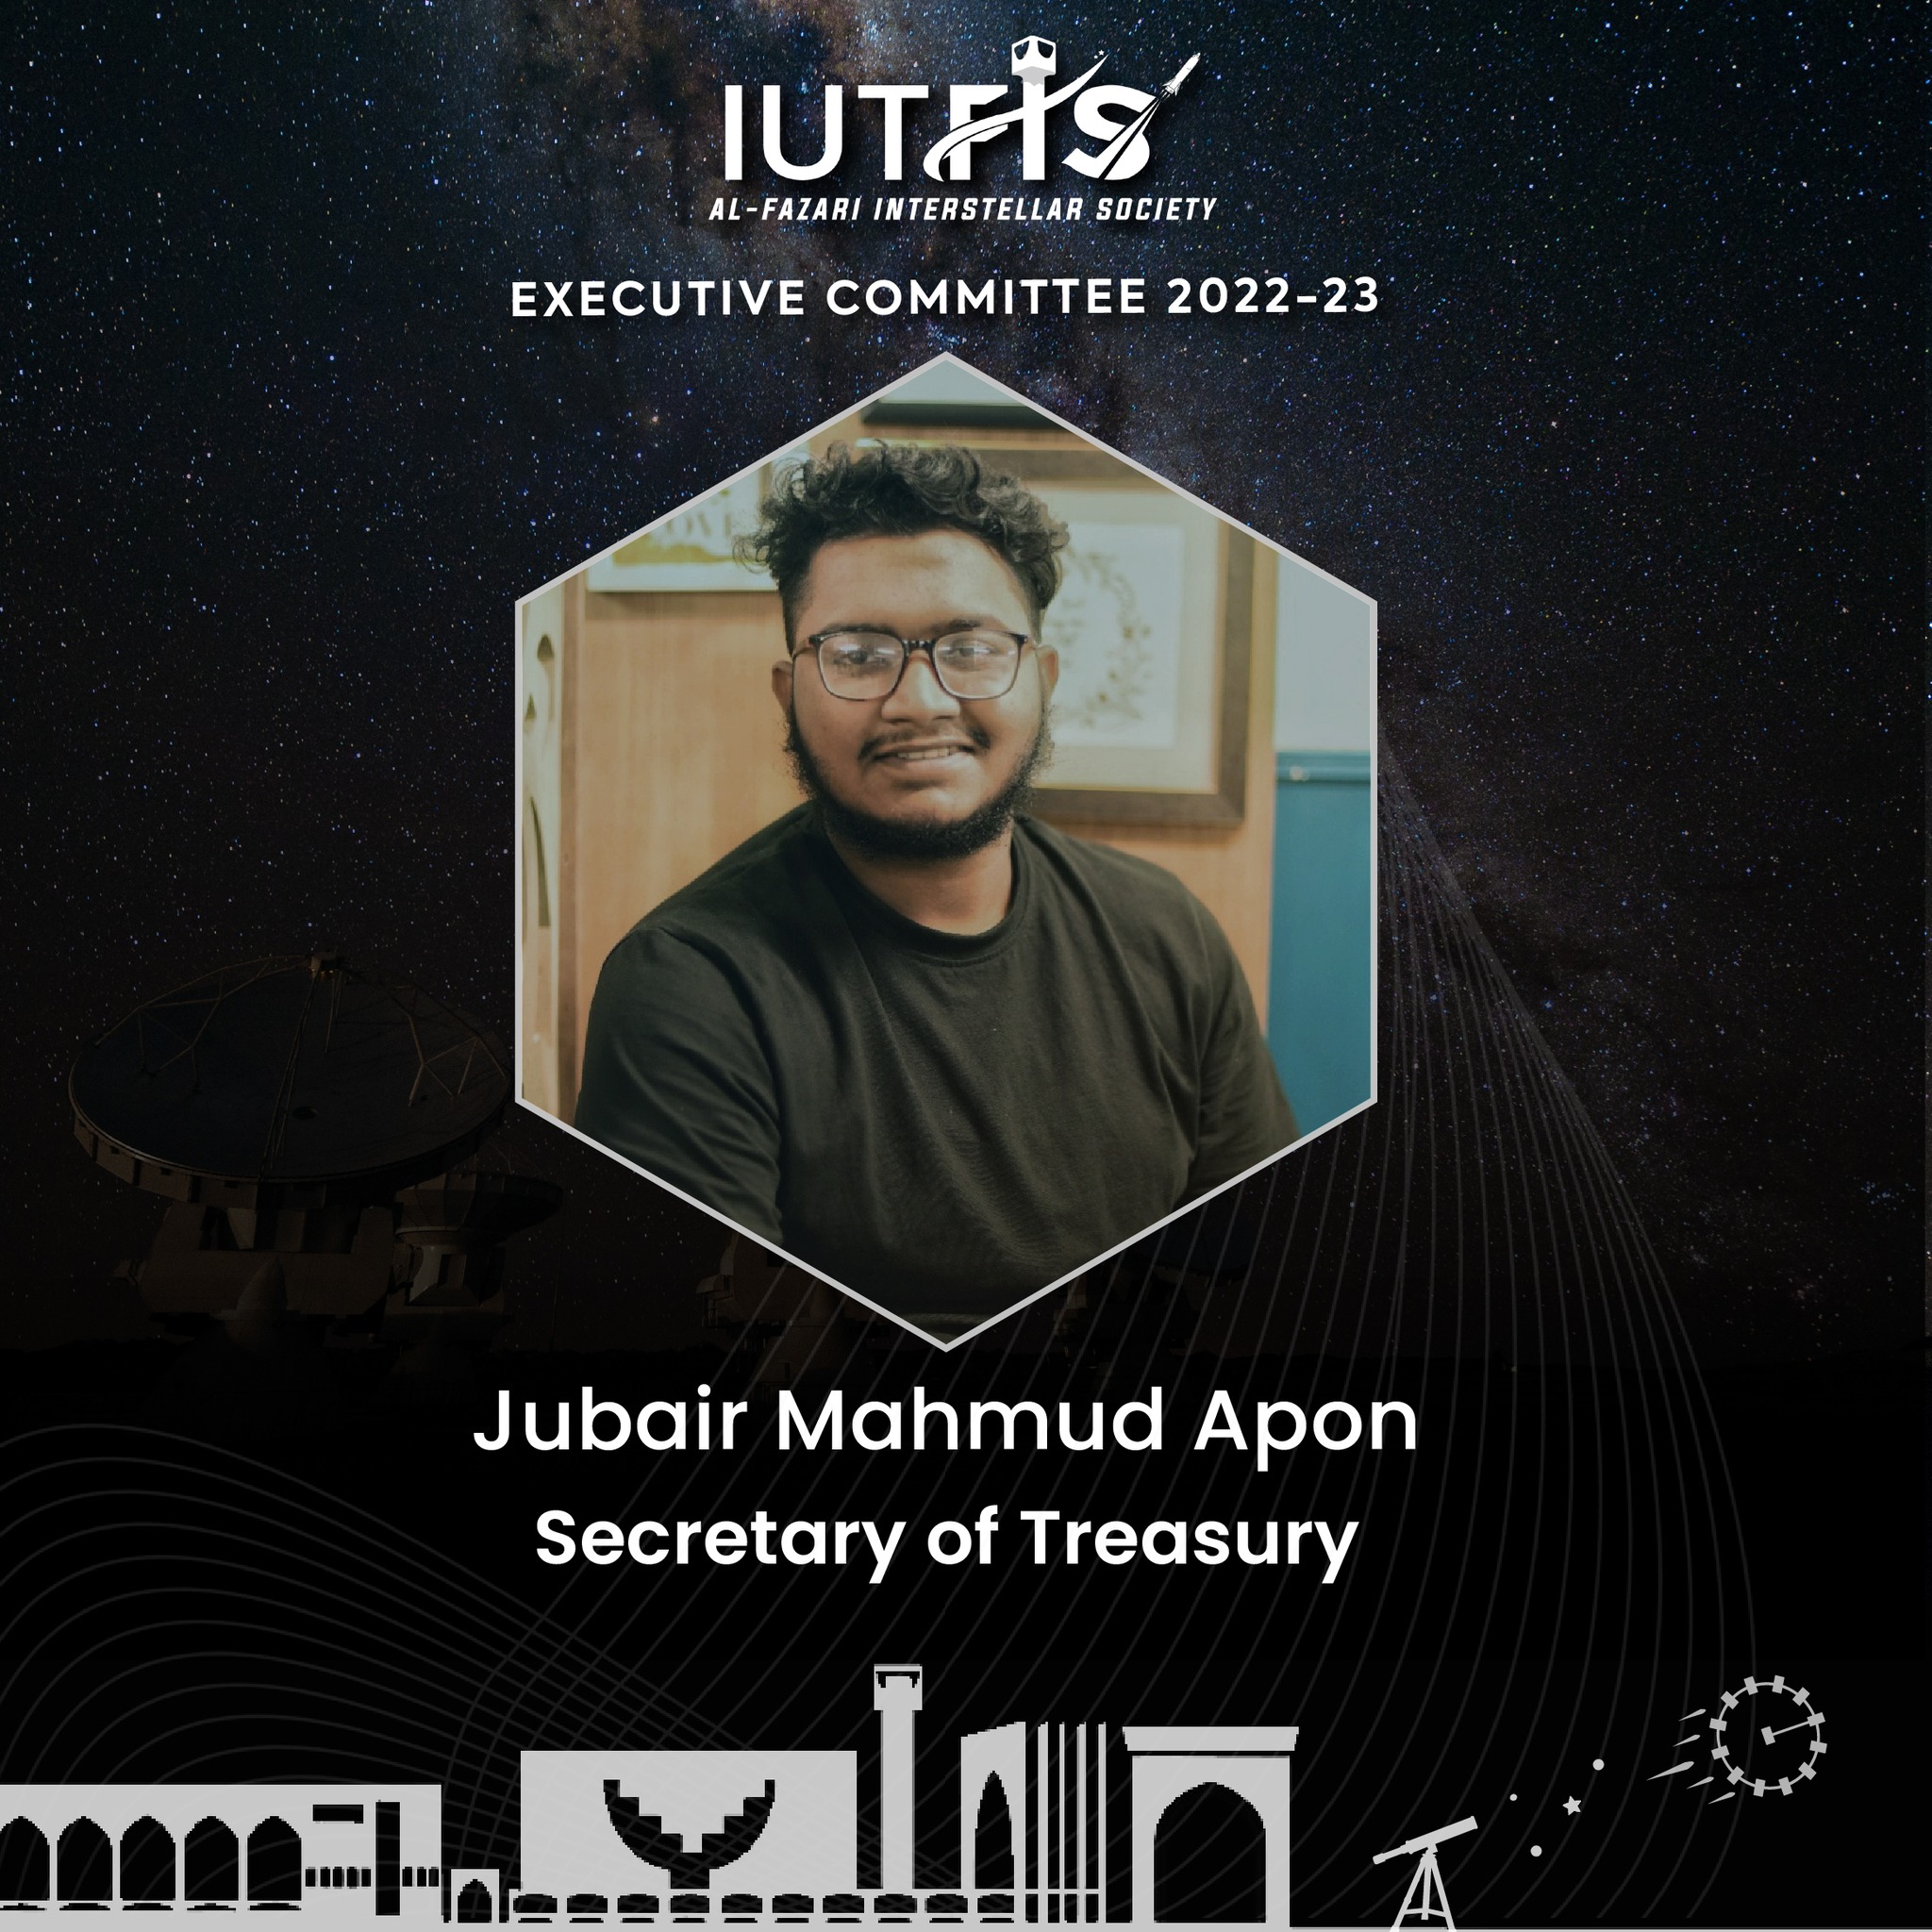 IUTFIS
AL-FAZARI INTERSTELLAR SOCIETY
EXECUTIVE COMMITTEE 2022-23
Jubair Mahmud Apon
Secretary of Treasury